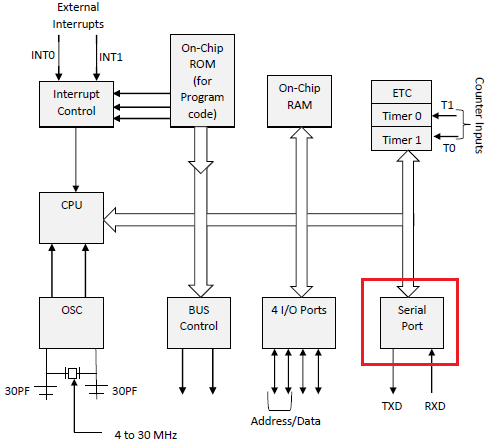 External
Interrupts
INT0
INT1
Interrupt
Control
On-Chip
ROM
(for
Program
code)
On-Chip
RAM
ETC
Timer 0
Timer 1
T1
T0
Counter Inputs
CPU
OSC
BUS
Control
4 I/O Ports
Serial
Port
30PF
30PF
4 to 30 MHz
Address/Data
TXD
RXD